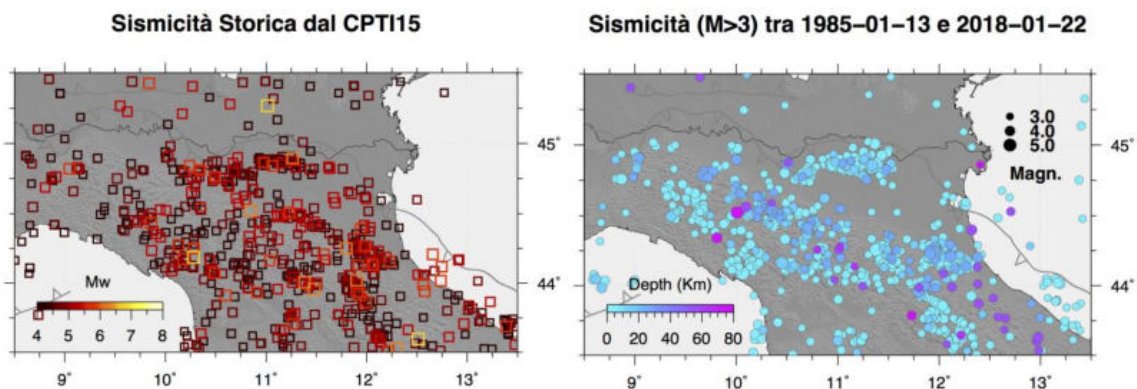 Sismicità Storica dal CPTI15
Sismicità (M>3) tra 1985–01–13 e 2018–01–22
45˚
44˚
Mw
4 5 6 7 8
9˚ 10˚ 11˚ 12˚ 13˚
3.0
4.0
5.0
Magn.
45˚
44˚
Depth (Km)
0 20 40 60 80
9˚ 10˚ 11˚ 12˚ 13˚